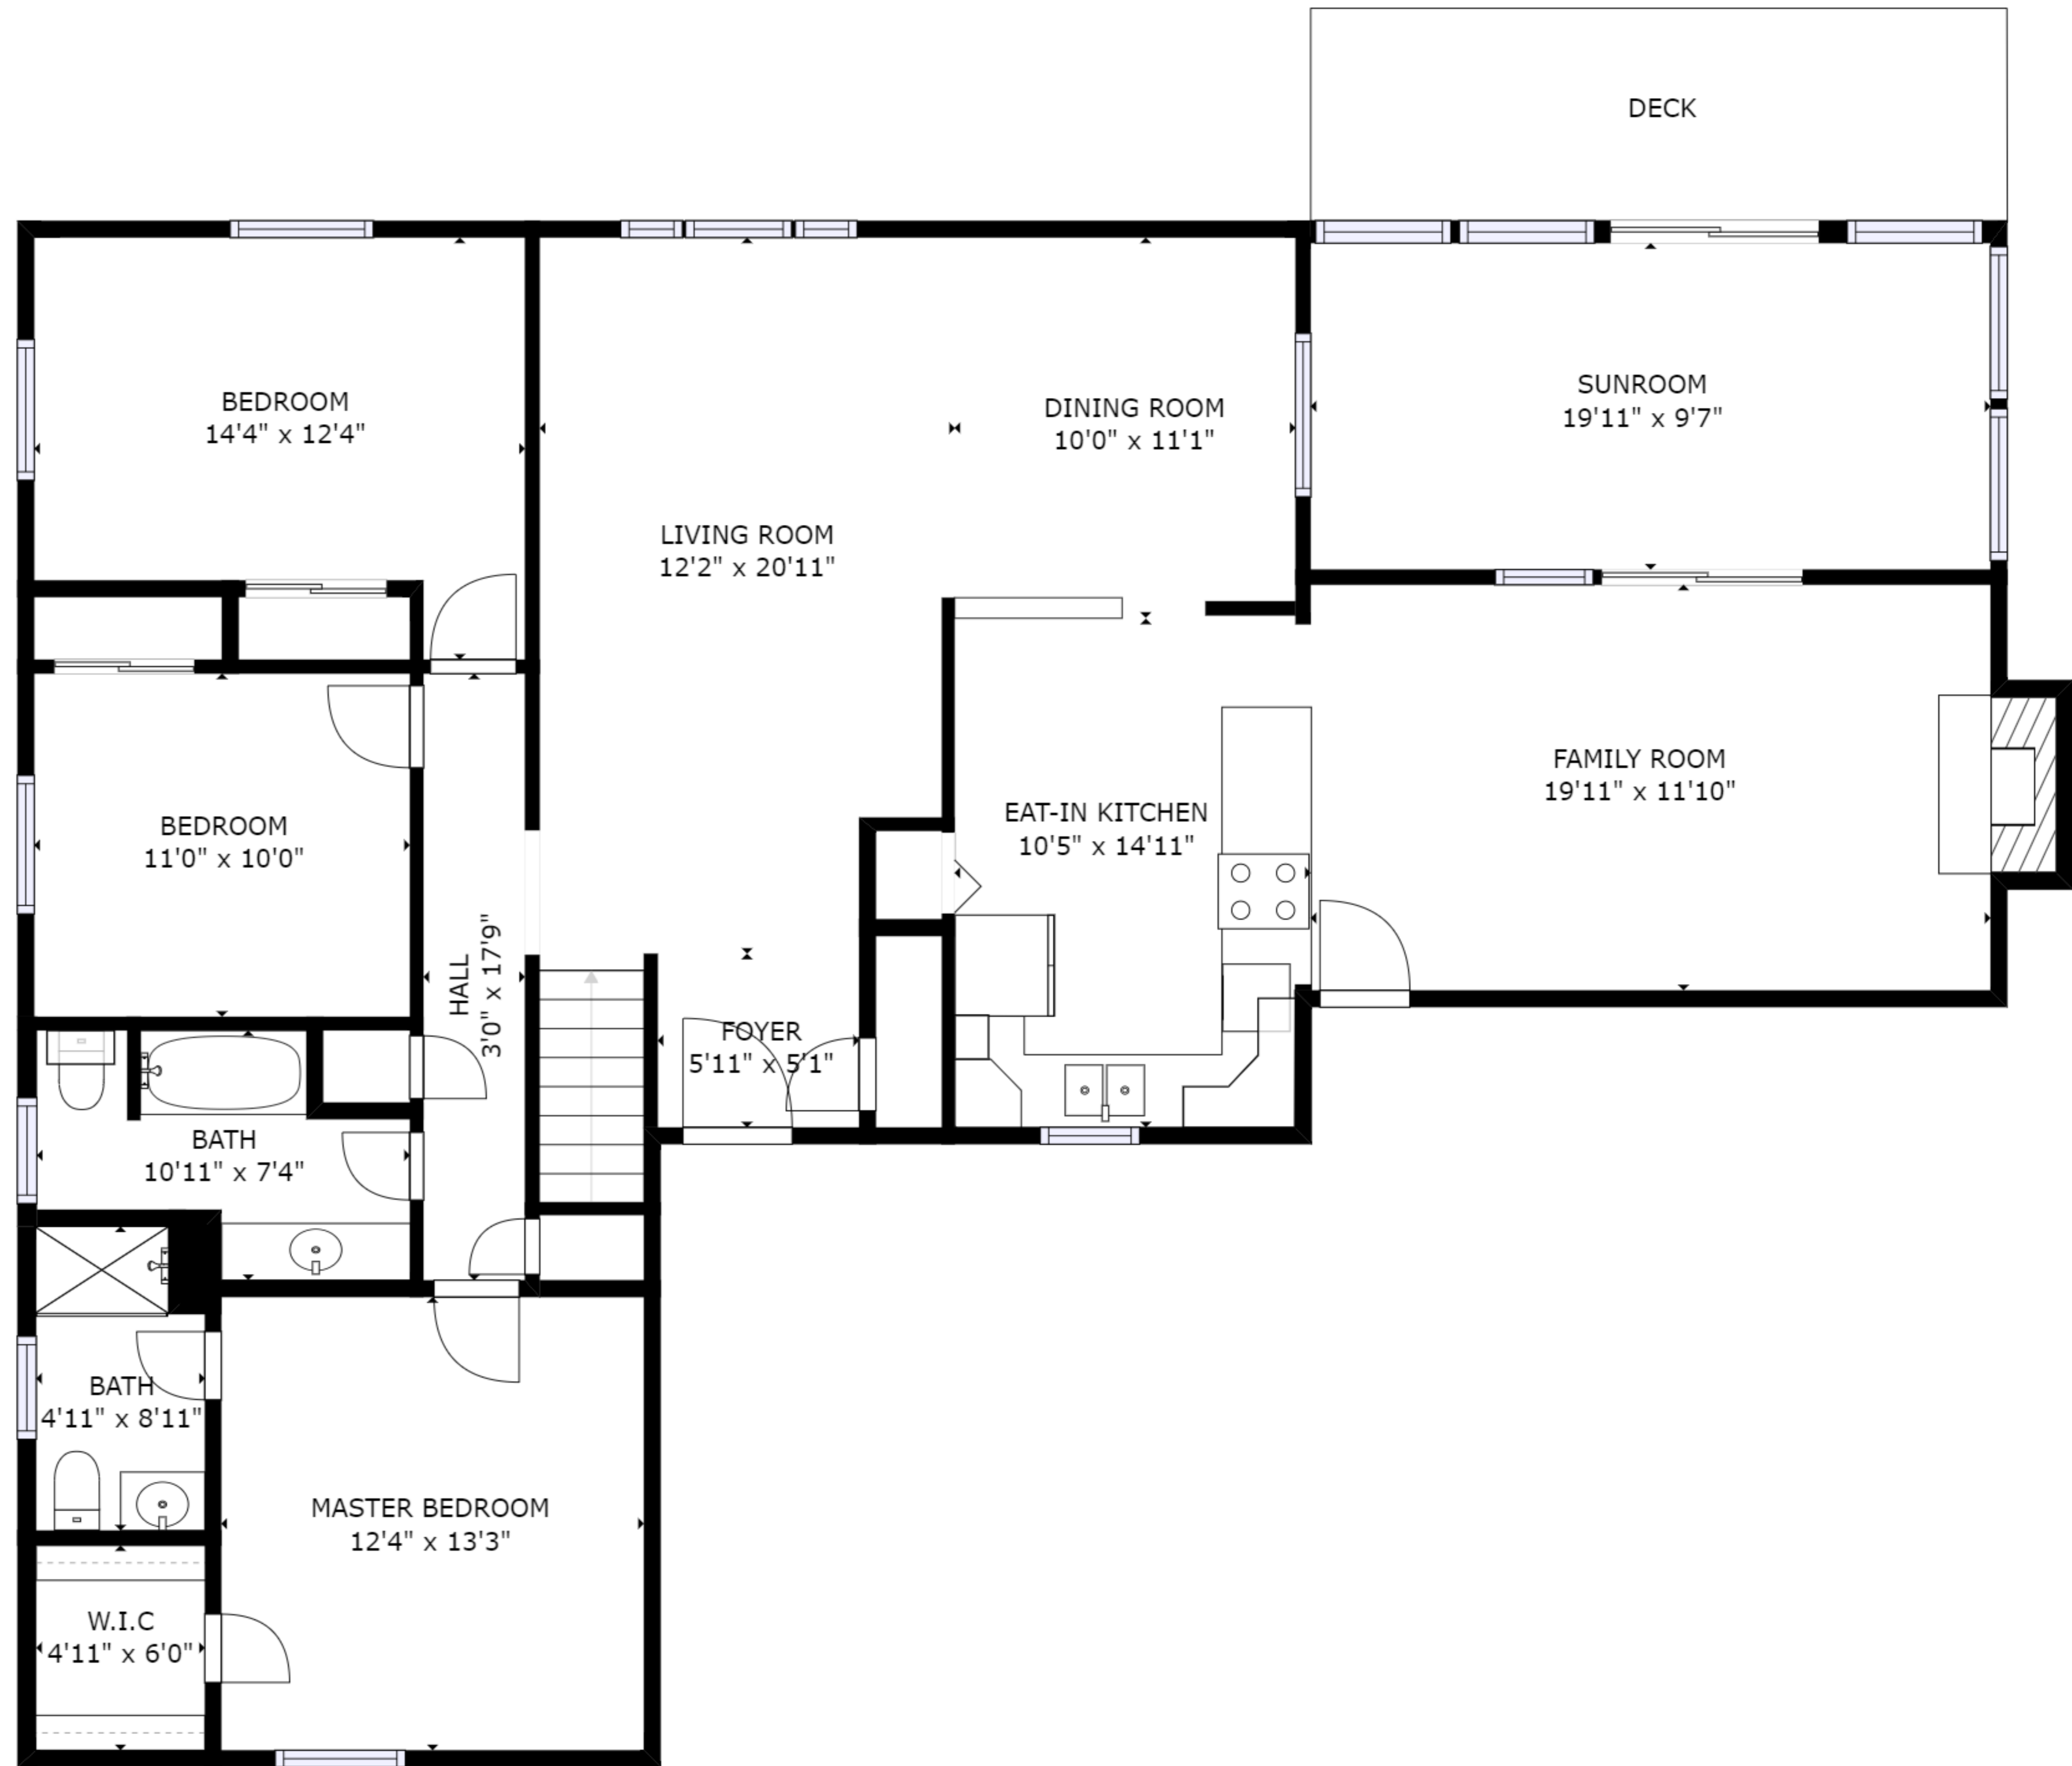 DECK
BEDROOM
14'4" x 12'4"
LIVING ROOM
12'2" x 20'11"
DINING ROOM
10'0" x 11'1"
SUNROOM
19'11" x 9'7"
BEDROOM
11'0" x 10'0"
HALL
3'0" x 17'9"
EAT-IN KITCHEN
10'5" x 14'11"
FAMILY ROOM
19'11" x 11'10"
FOYER
5'11" x 5'1"
BATH
10'11" x 7'4"
BATH
4'11" x 8'11"
MASTER BEDROOM
12'4" x 13'3"
W.I.C
4'11" x 6'0"